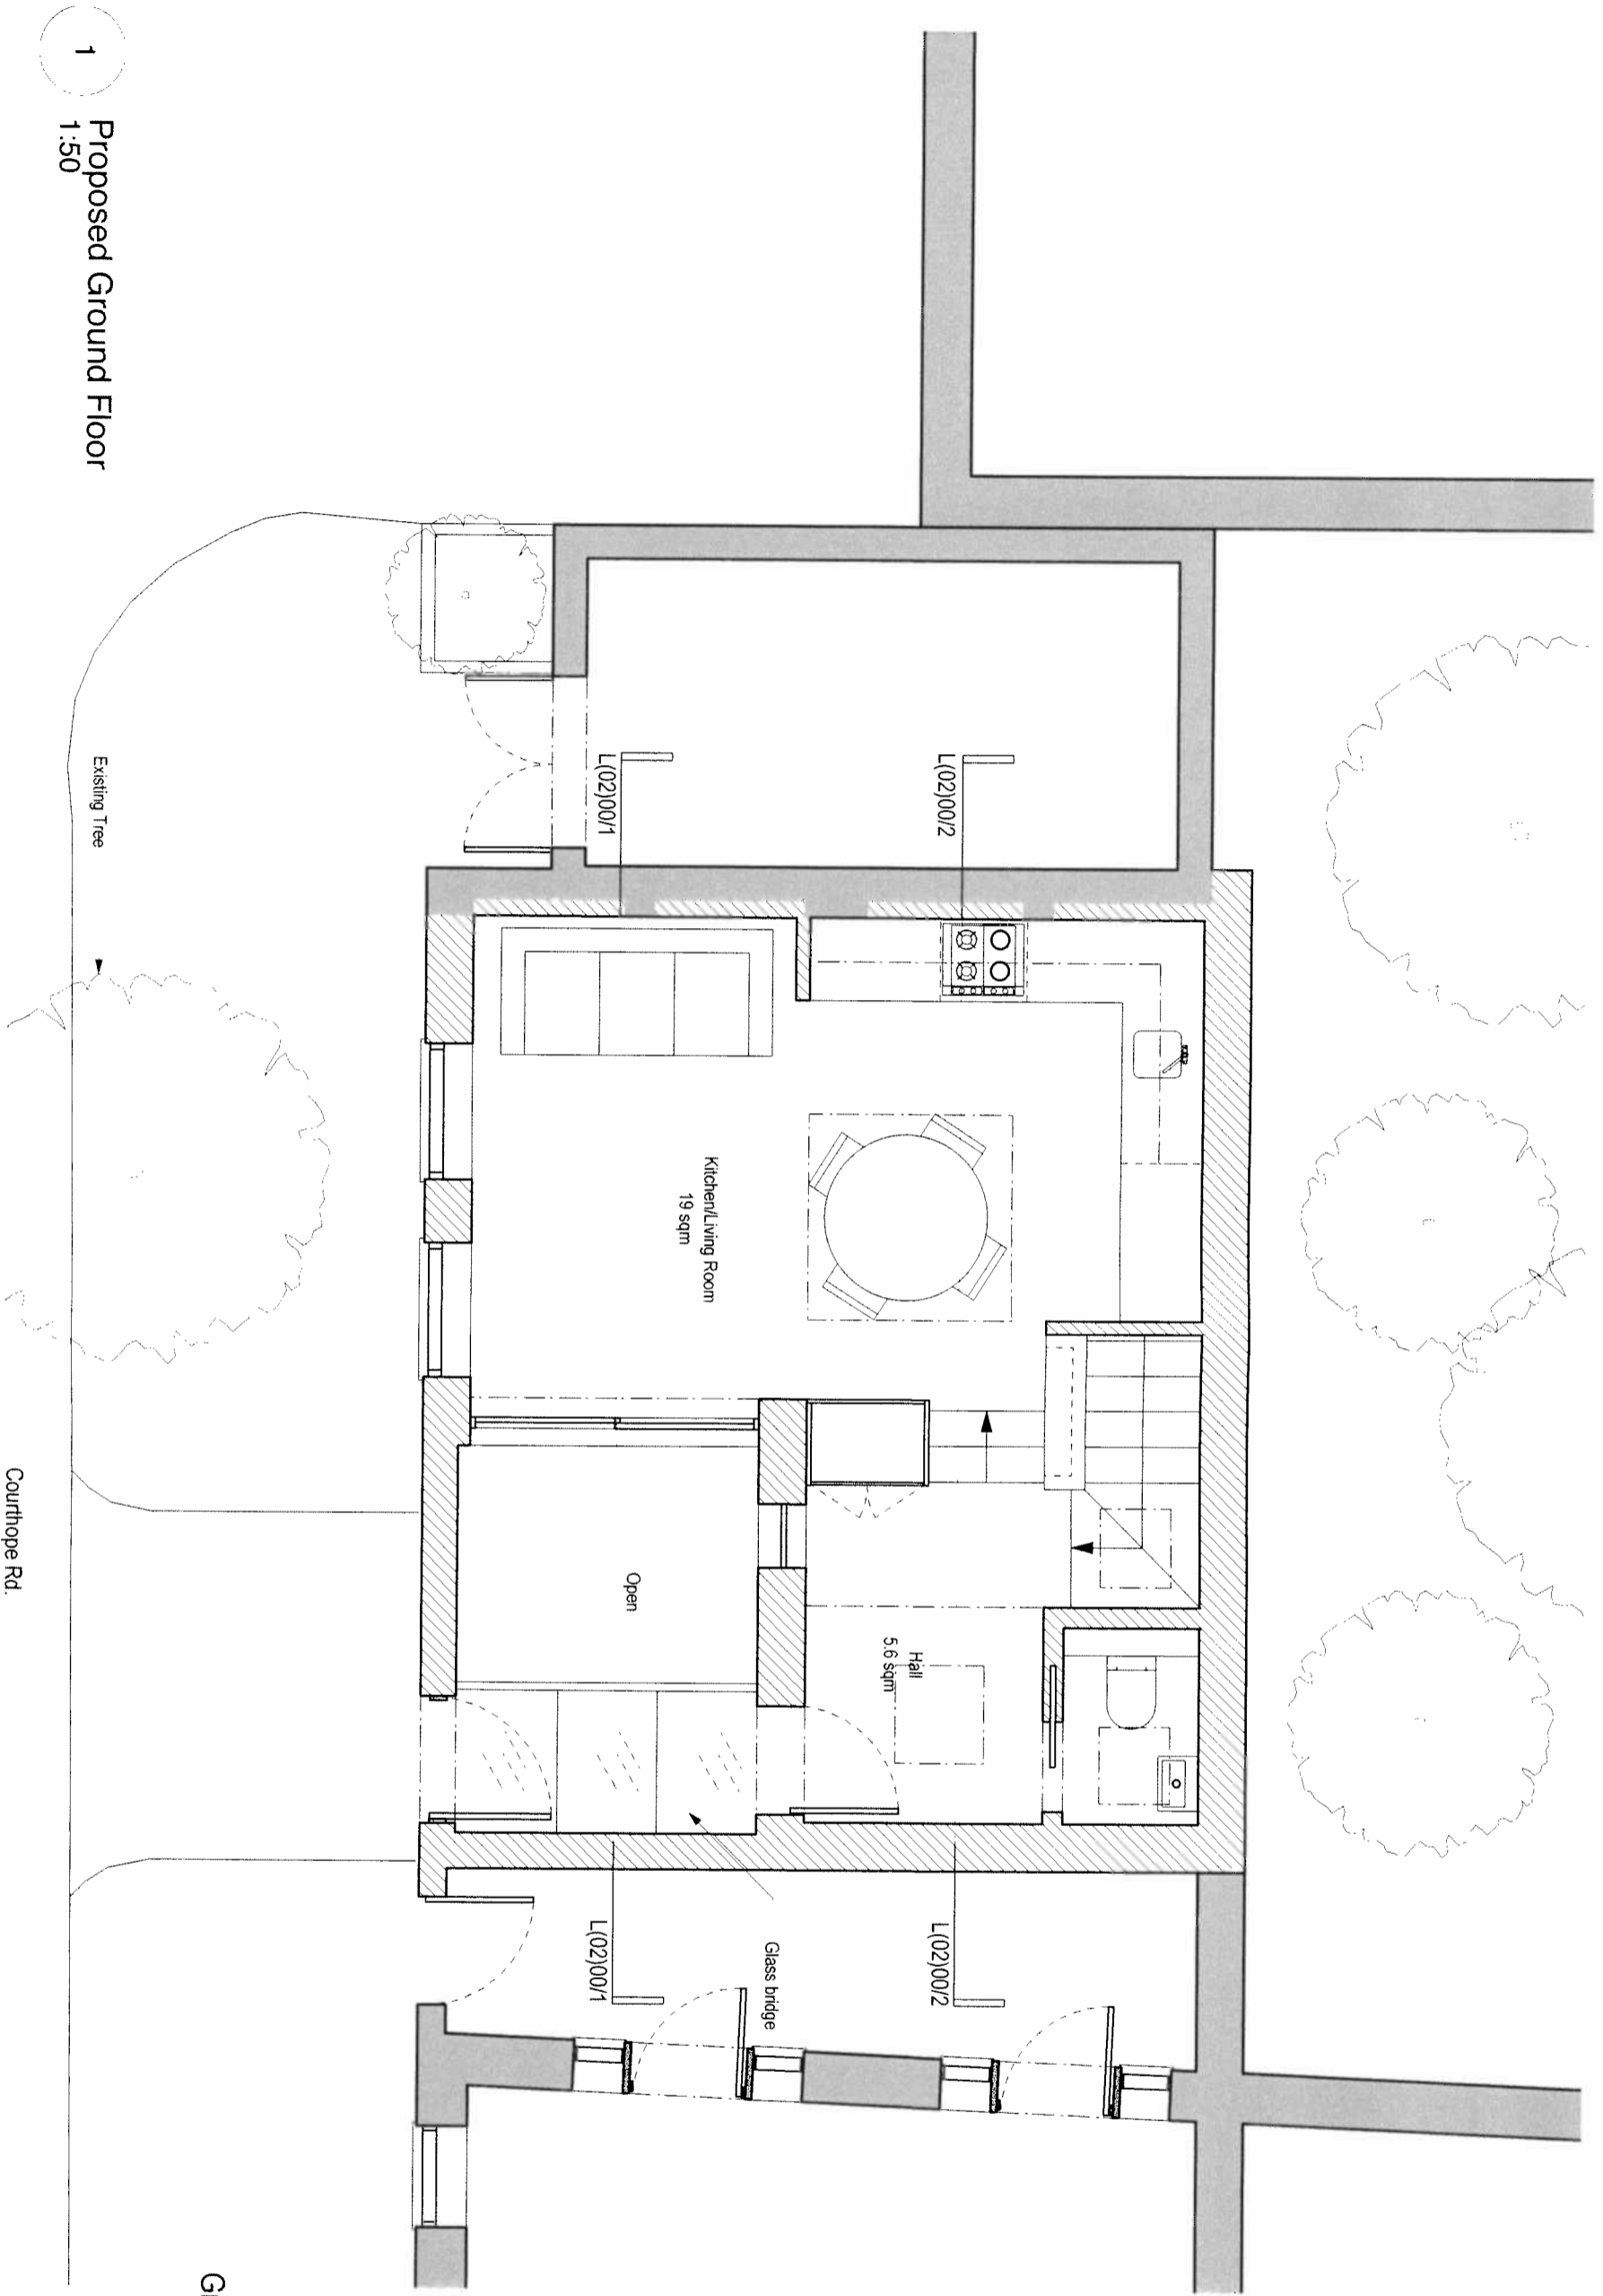 1
Proposed Ground Floor
1:50
L(02)00/1
L(02)00/2
Existing Tree
Kitchen/Living Room
19 sqm
Open
Hall
5.6 sqm
Courthope Rd.
L(02)00/1
L(02)00/2
Glass bridge